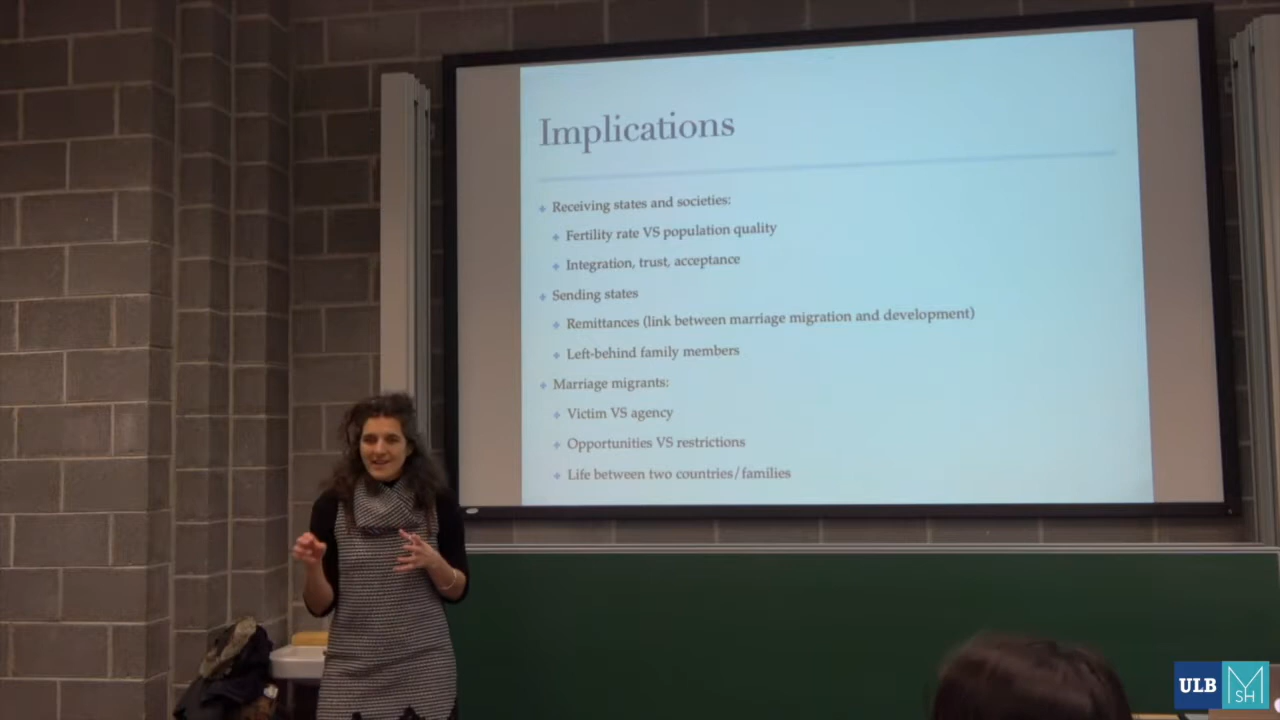 Implications
Receiving states and societies:
Fertility rate VS population quality
Integration, trust, acceptance
Sending states
Remittances (link between marriage migration and development)
Left-behind family members
Marriage migrants:
Victim VS agency
Opportunities VS restrictions
Life between two countries/families
ULB
MSH